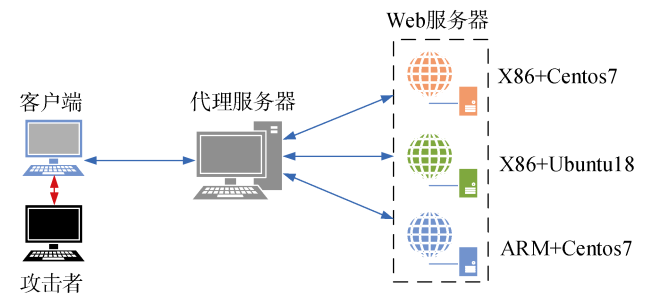 Web服务器
客户端
代理服务器
X86+Centos7
X86+Ubuntu18
ARM+Centos7
攻击者